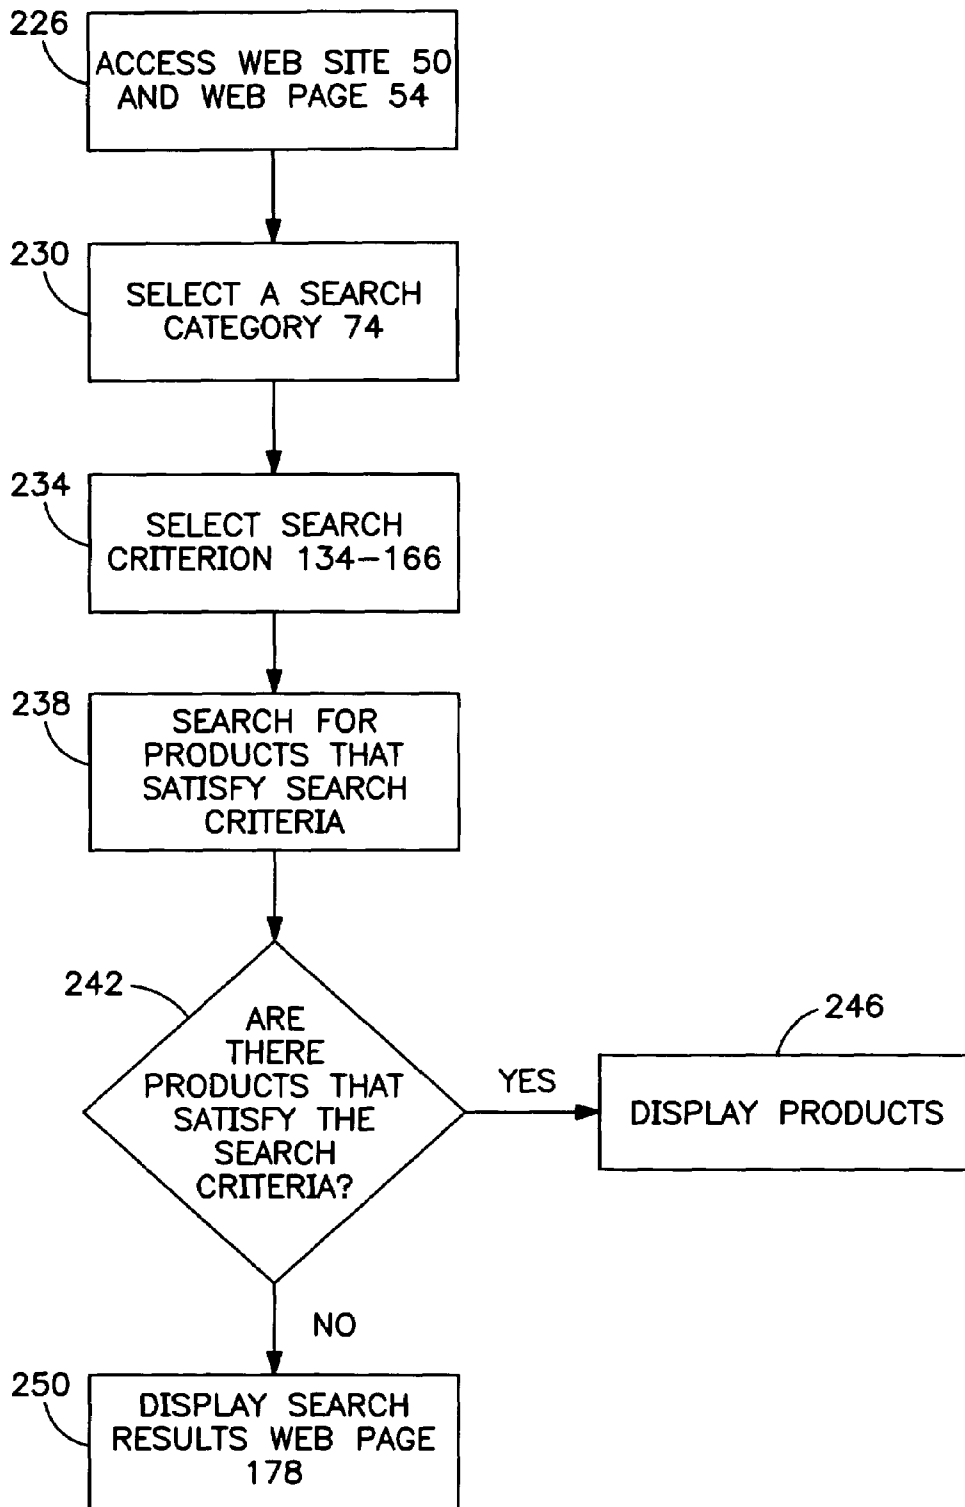 226
ACCESS WEB SITE 50
AND WEB PAGE 54
230
SELECT A SEARCH
CATEGORY 74
234
SELECT SEARCH
CRITERION 134-166
238
SEARCH FOR
PRODUCTS THAT
SATISFY SEARCH
CRITERIA
242
ARE
THERE
PRODUCTS THAT
SATISFY THE
SEARCH
CRITERIA?
YES
246
DISPLAY PRODUCTS
NO
250
DISPLAY SEARCH
RESULTS WEB PAGE
178